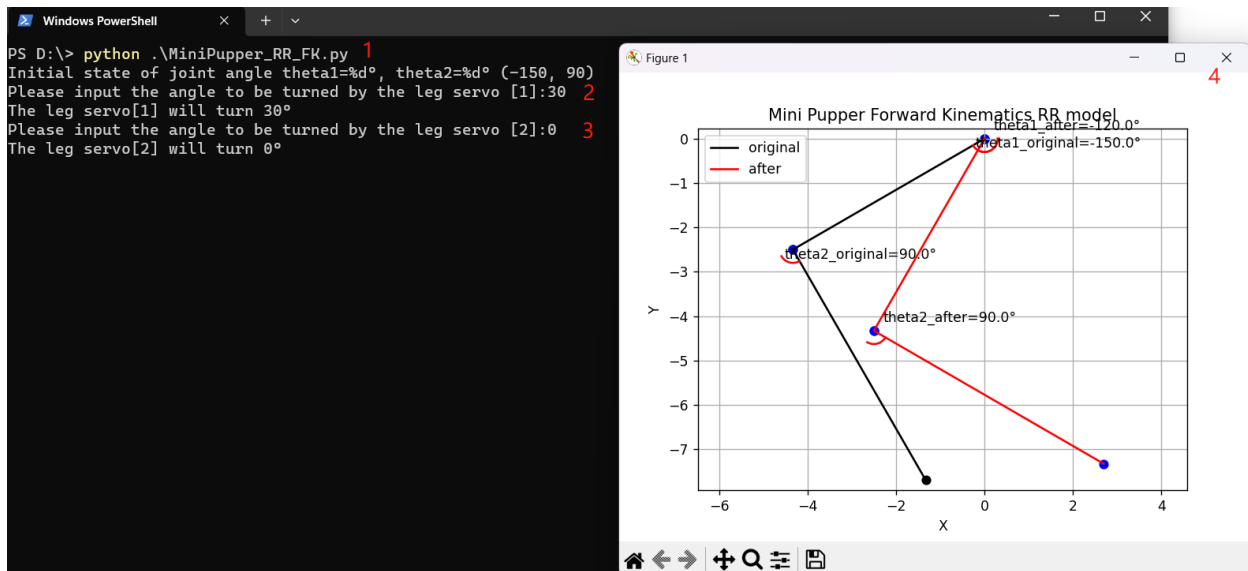 Windows PowerShell
PS D:\> python .\MiniPupper_RR_FK.py 1
Initial state of joint angle theta1=%d°, theta2=%d° (-150, 90)
Please input the angle to be turned by the leg servo [1]:30 2
The leg servo[1] will turn 30°
Please input the angle to be turned by the leg servo [2]:0 3
The leg servo[2] will turn 0°
Figure 1
4
Mini Pupper Forward Kinematics RR model
theta1_after=-120.0°
theta1_original=-150.0°
original
after
theta2_original=90.0°
theta2_after=90.0°
0
−1
−2
−3
−4
−5
−6
−7
Y
−6 −4 −2 0 2 4
X